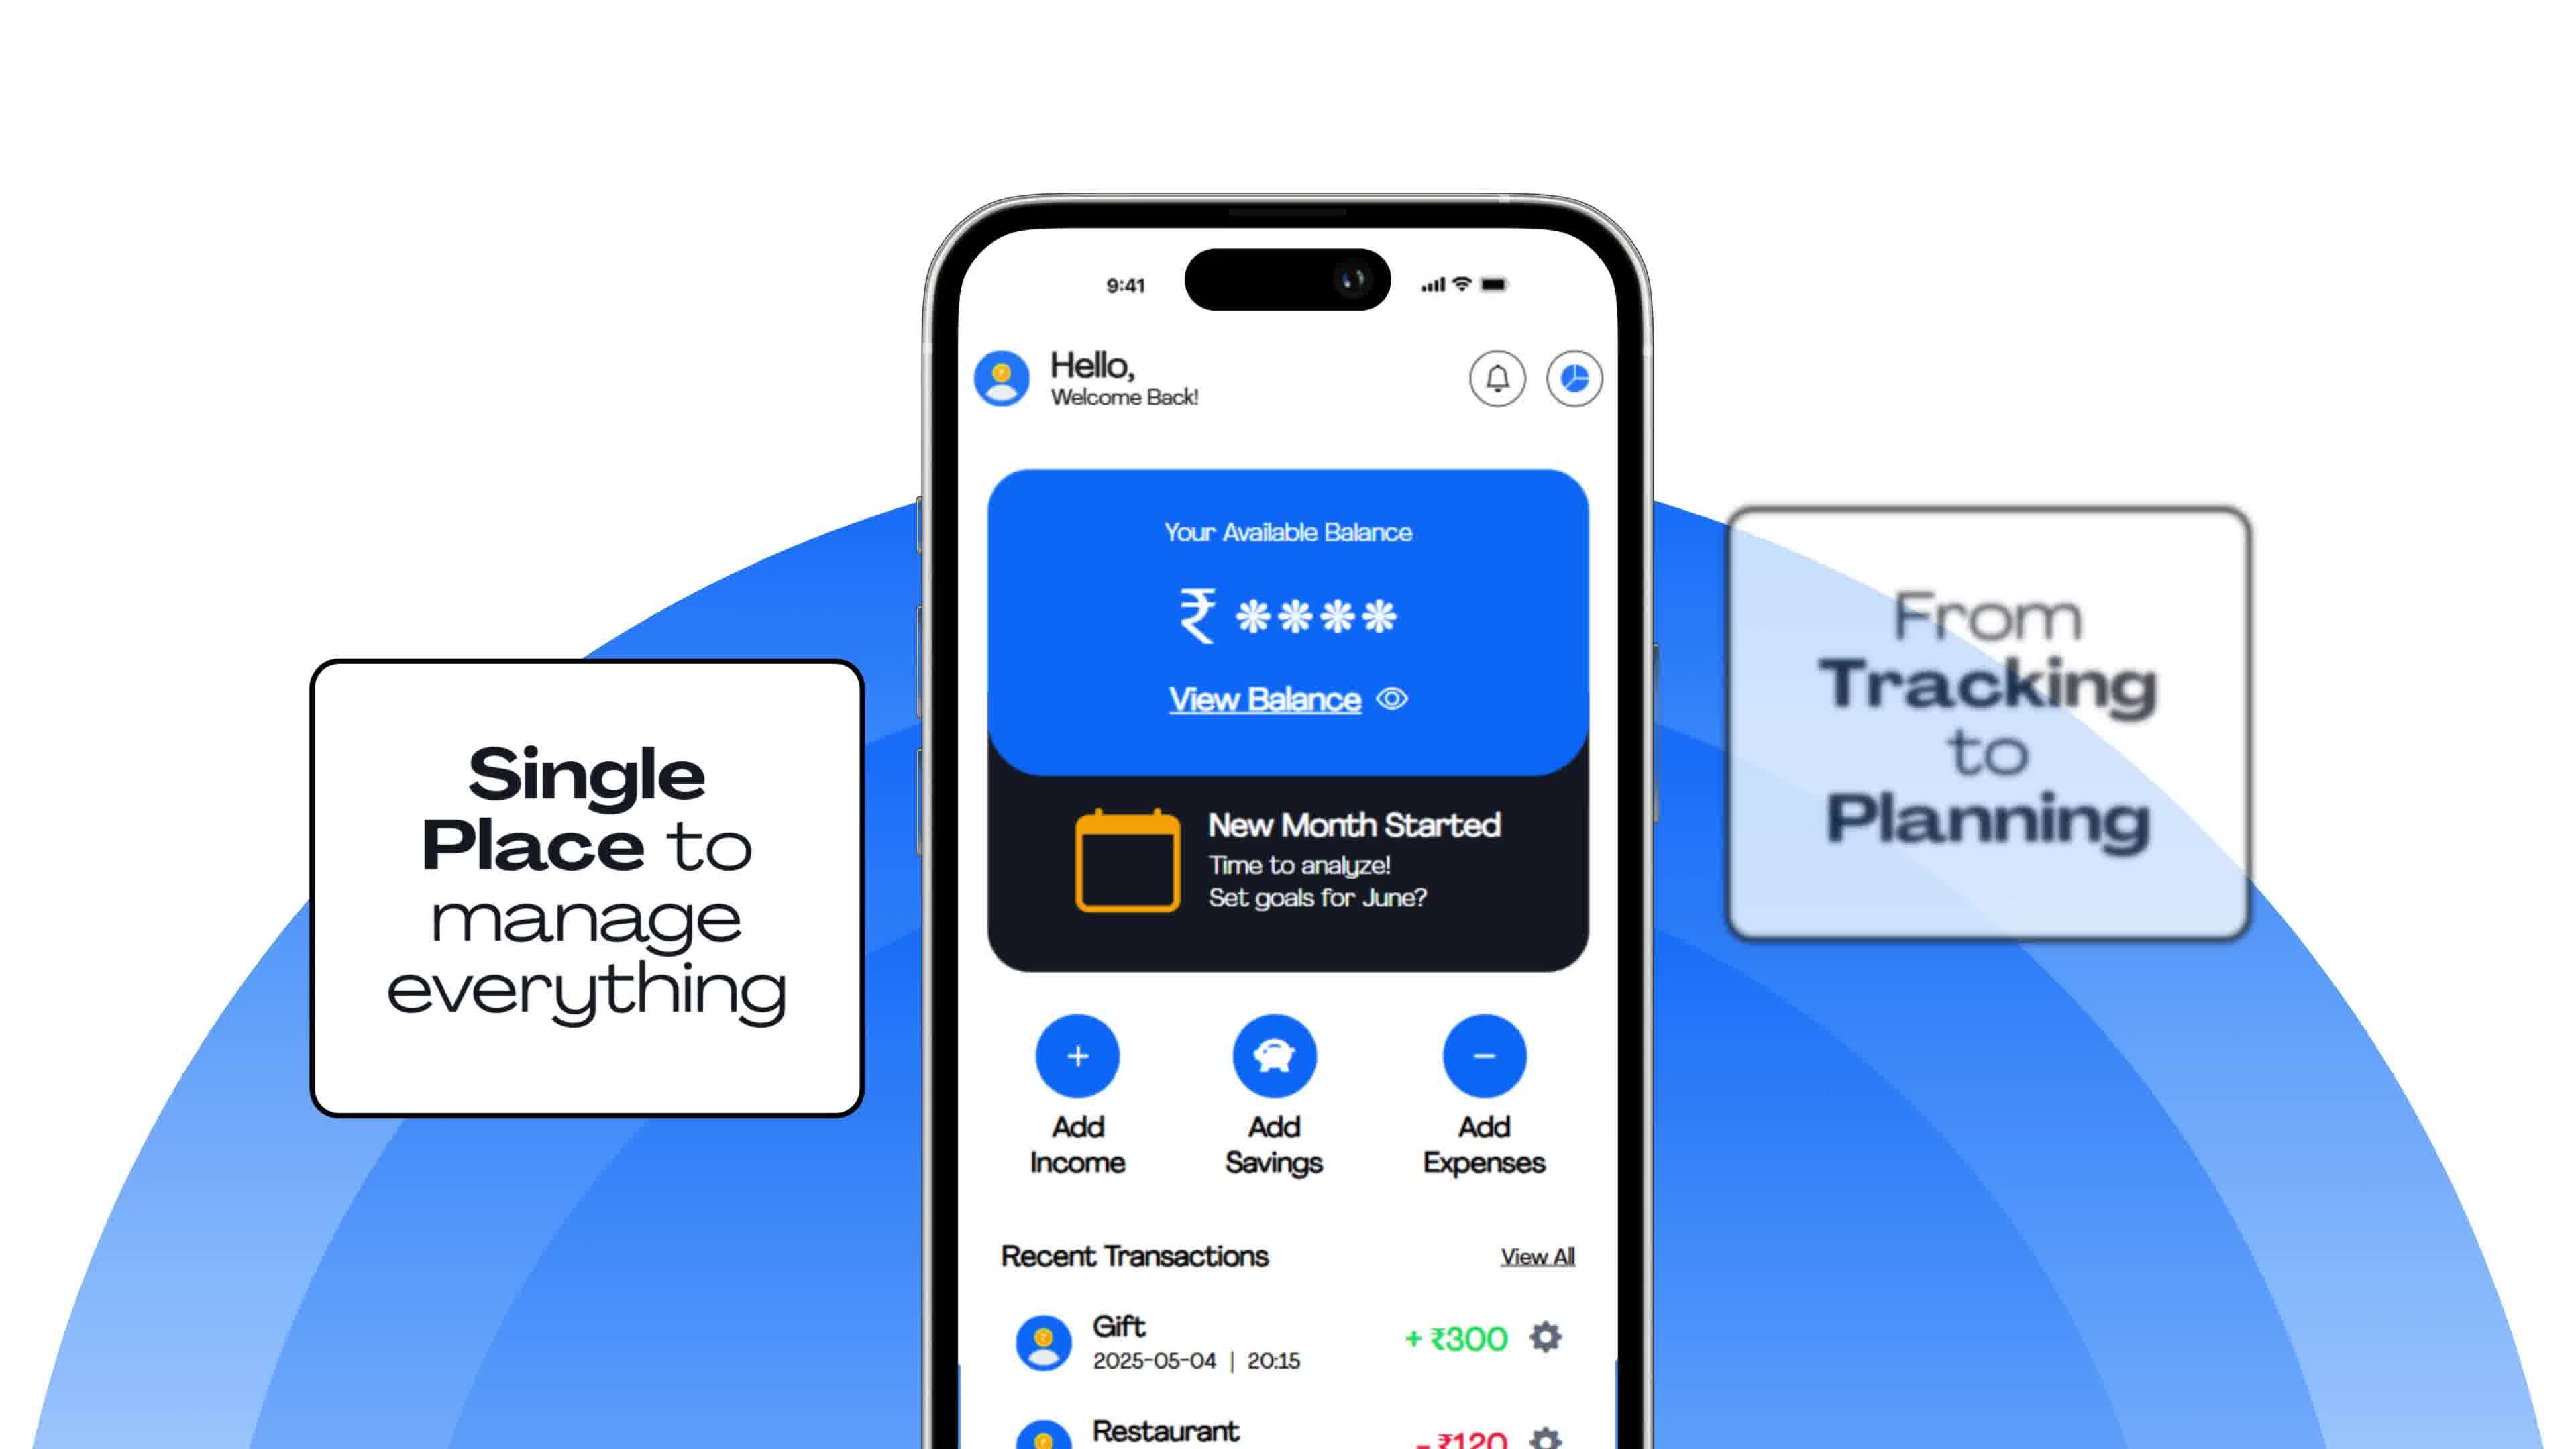 9:41
Hello,
Welcome Back!
Your Available Balance
₹ ****
View Balance
New Month Started
Time to analyze!
Set goals for June?
Add
Income
Add
Savings
Add
Expenses
Recent Transactions
View All
Gift
2025-05-04 | 20:15
+ ₹300
Restaurant
- ₹120
Single
Place to
manage
everything
From
Tracking
to
Planning